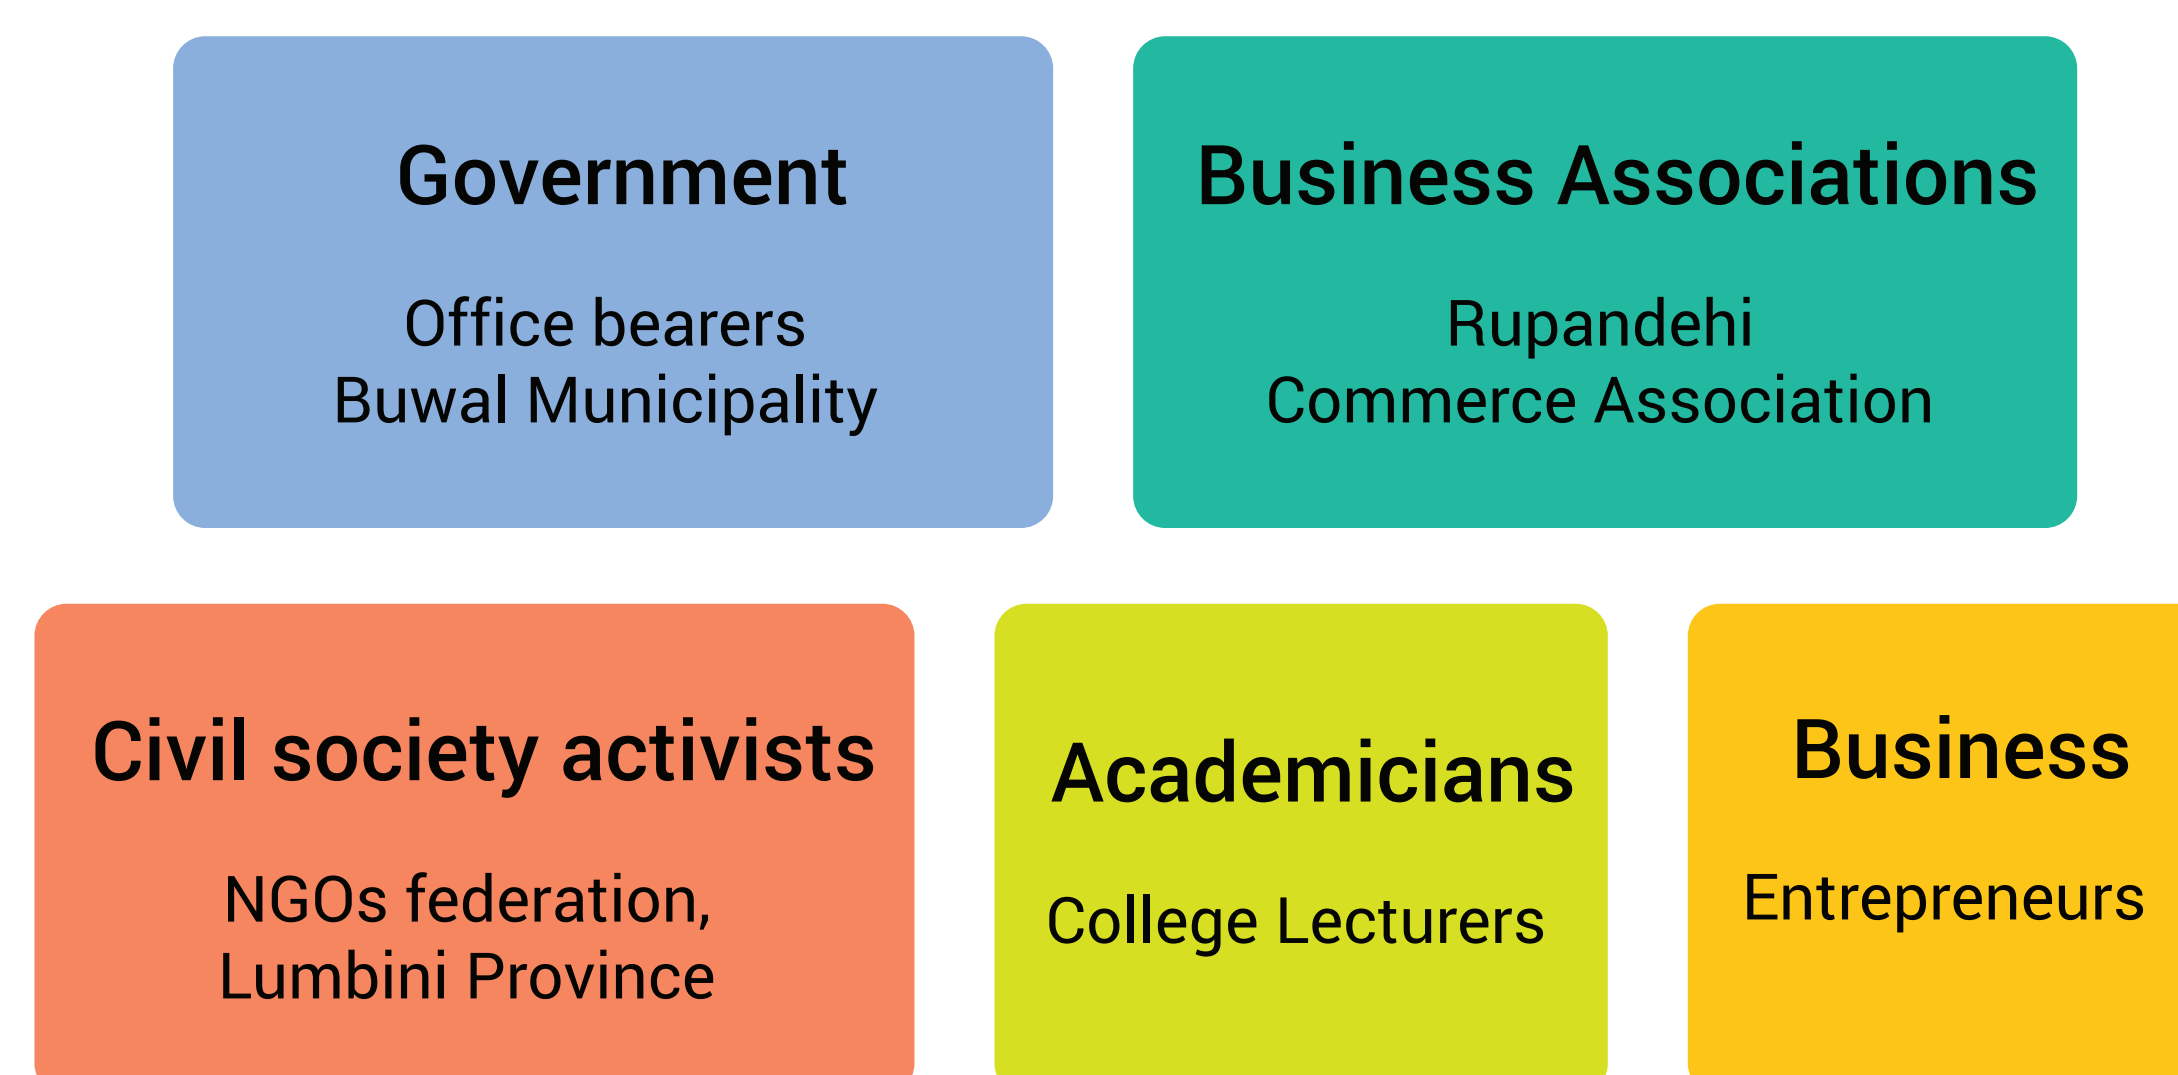 Government
Office bearers
Buwal Municipality
Business Associations
Rupandehi
Commerce Association
Civil society activists
NGOs federation,
Lumbini Province
Academicians
College Lecturers
Business
Entrepreneurs